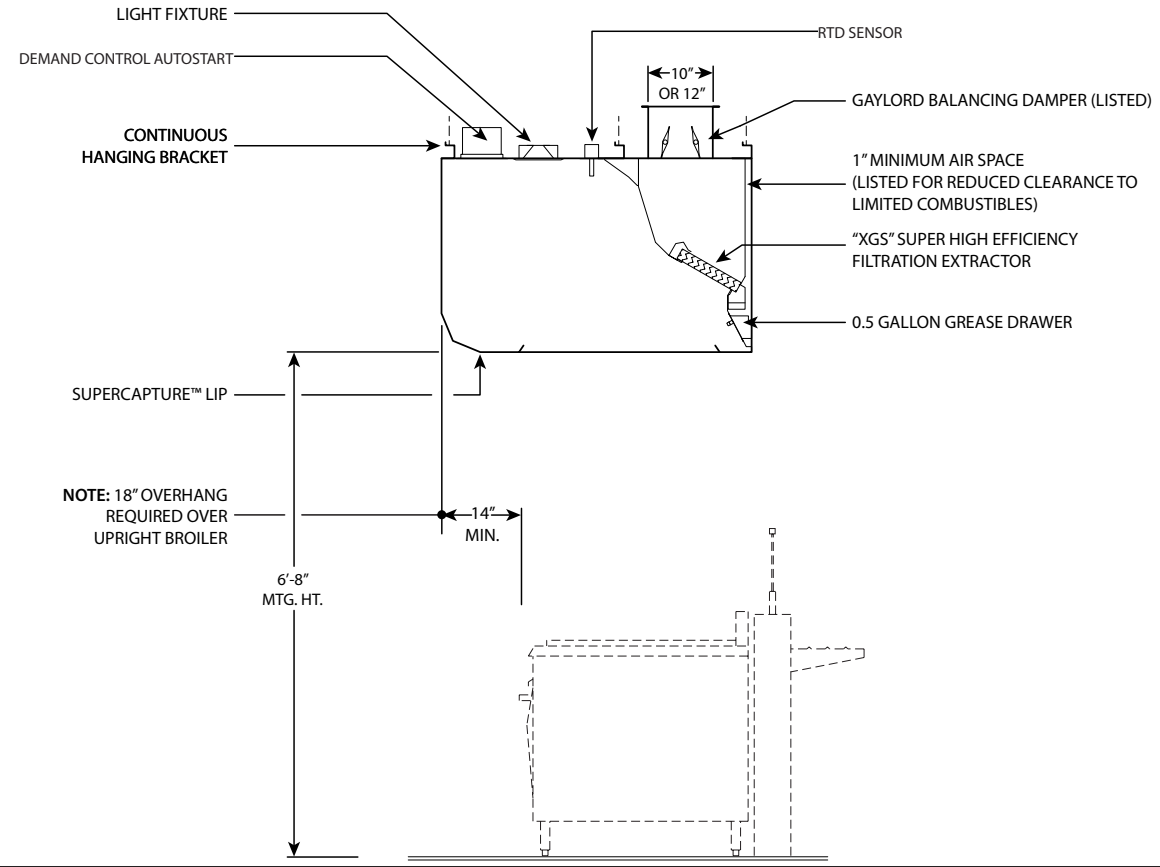 LIGHT FIXTURE
DEMAND CONTROL AUTOSTART
CONTINUOUS
HANGING BRACKET
RTD SENSOR
10"
OR 12"
GAYLORD BALANCING DAMPER (LISTED)
1" MINIMUM AIR SPACE
(LISTED FOR REDUCED CLEARANCE TO
LIMITED COMBUSTIBLES)
"XGS" SUPER HIGH EFFICIENCY
FILTRATION EXTRACTOR
0.5 GALLON GREASE DRAWER
SUPERCAPTURE™ LIP
NOTE: 18" OVERHANG
REQUIRED OVER
UPRIGHT BROILER
14"
MIN.
6'-8"
MTG. HT.